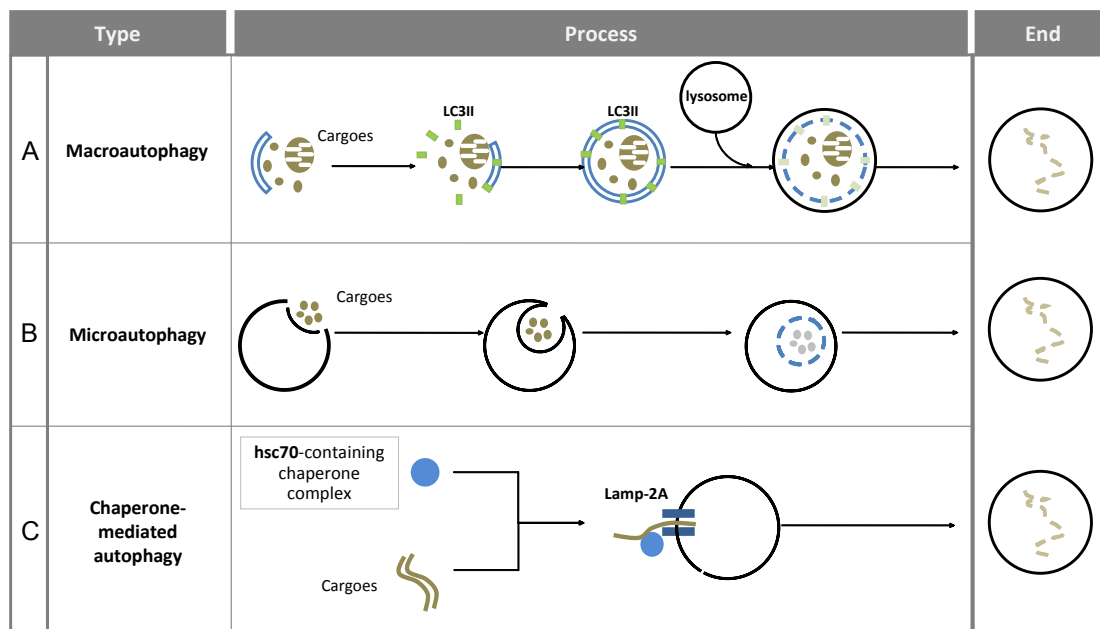 Type
Process
End
A
Macroautophagy
Cargoes
LC3II
LC3II
lysosome
B
Microautophagy
Cargoes
C
Chaperone-
mediated
autophagy
hsc70-containing
chaperone
complex
Cargoes
Lamp-2A